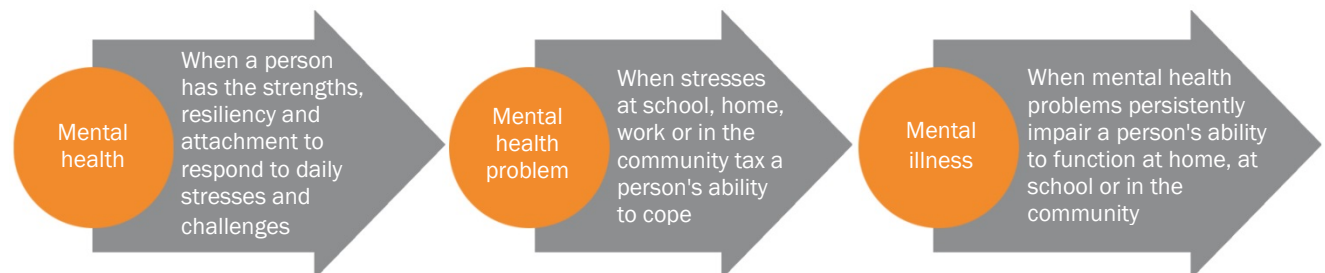 Mental
health
When a person
has the strengths,
resiliency and
attachment to
respond to daily
stresses and
challenges
Mental
health
problem
When stresses
at school, home,
work or in the
community tax a
person's ability
to cope
Mental
illness
When mental health
problems persistently
impair a person's ability
to function at home, at
school or in the
community